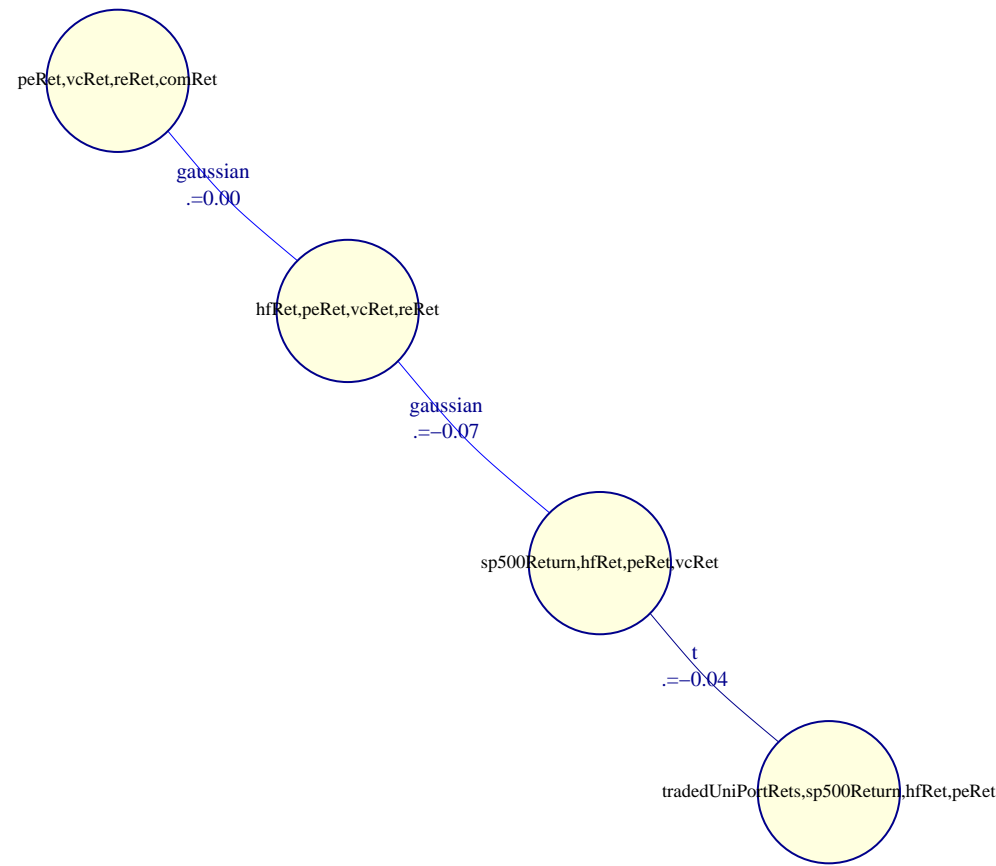 peRet,vcRet,reRet,comRet
gaussian
.=0.00
hfRet,peRet,vcRet,reRet
gaussian
.=−0.07
sp500Return,hfRet,peRet,vcRet
t
.=−0.04
tradedUniPortRets,sp500Return,hfRet,peRet